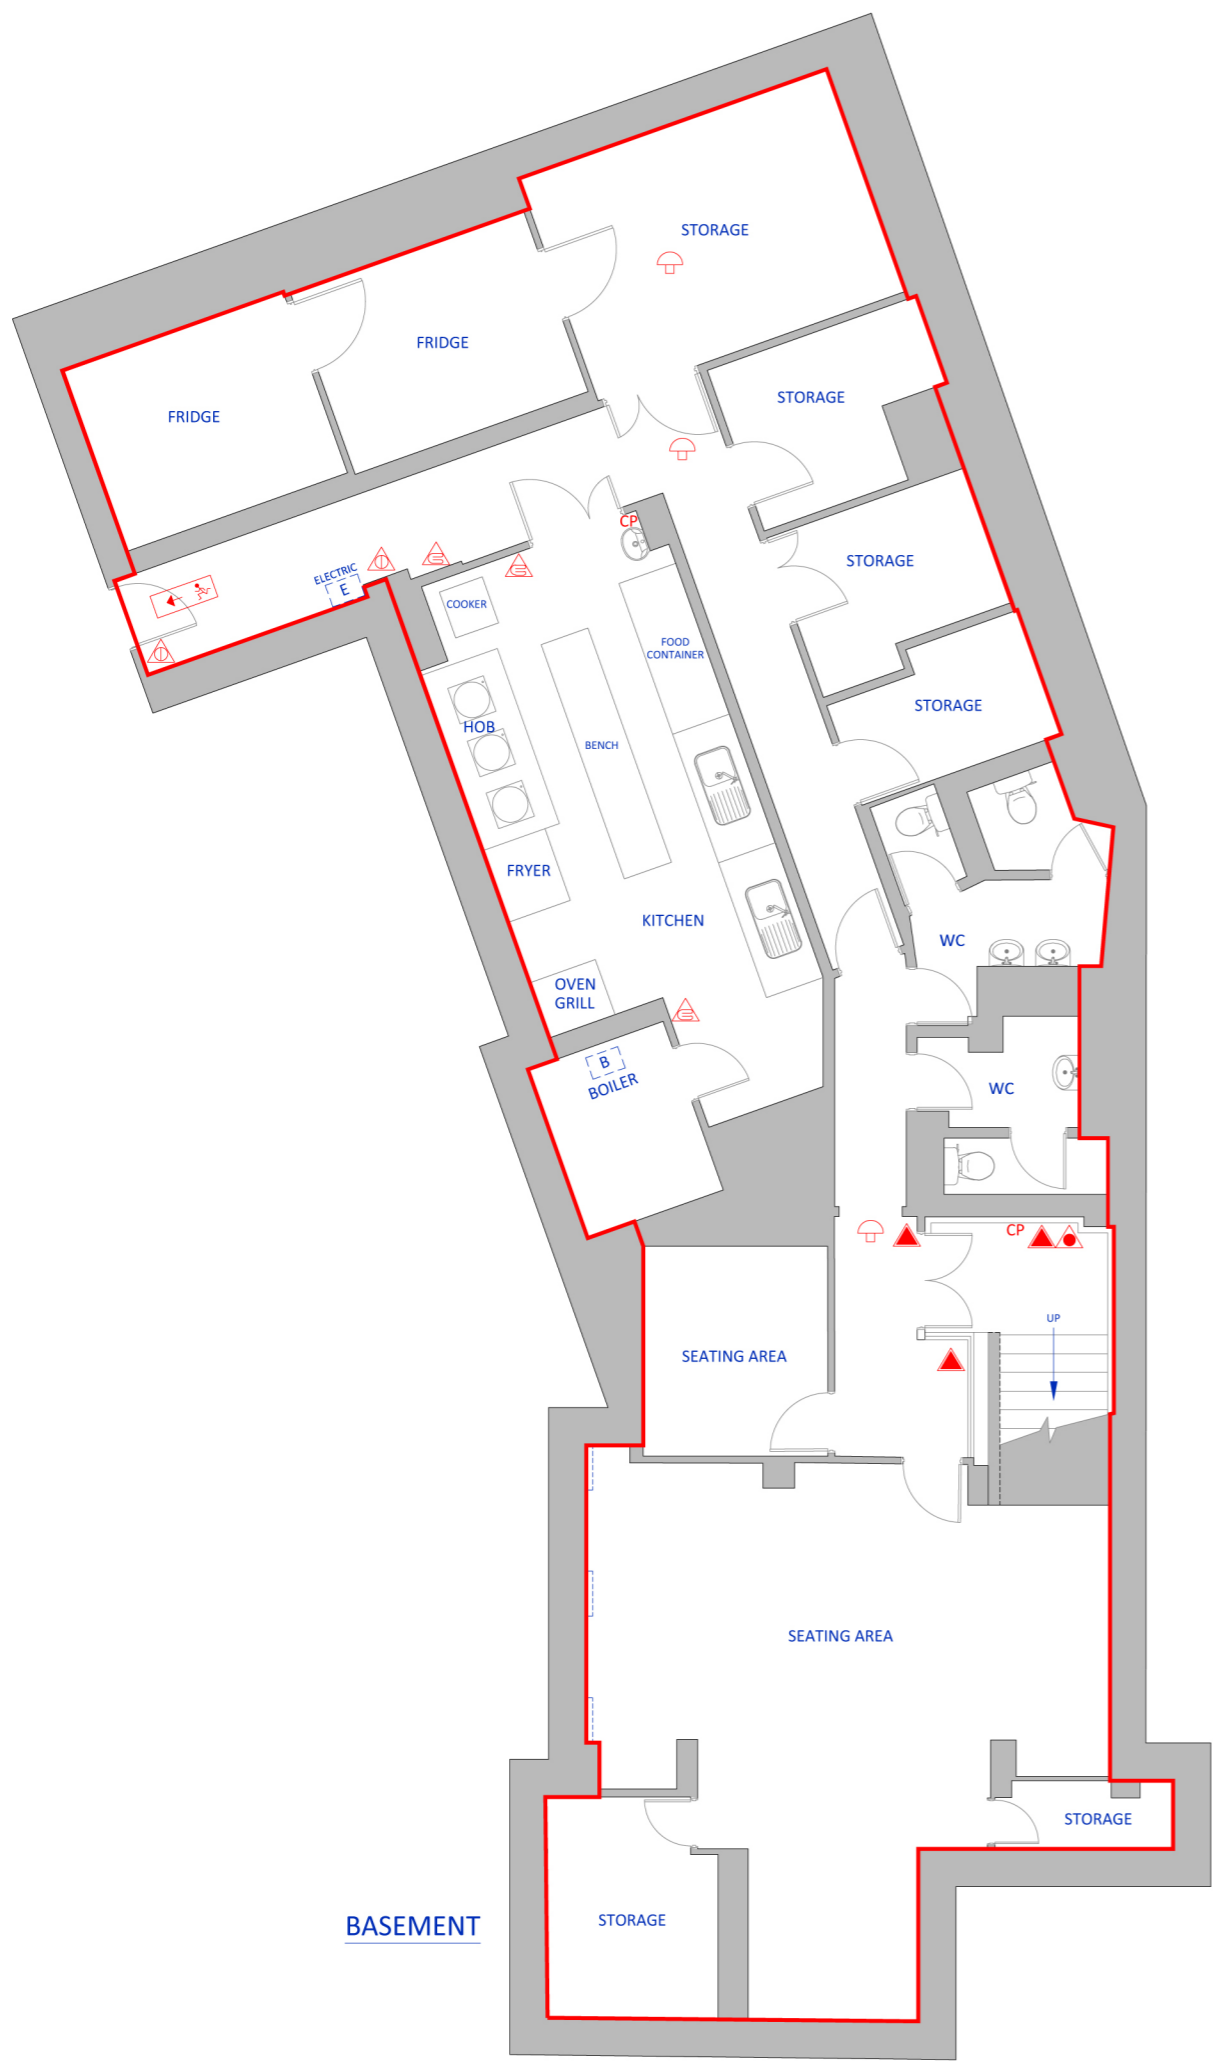 STORAGE
FRIDGE
STORAGE
FRIDGE
CP
STORAGE
ELECTRIC
E
COOKER
FOOD
CONTAINER
STORAGE
HOB
BENCH
FRYER
KITCHEN
WC
OVEN
GRILL
B
BOILER
WC
CP
UP
SEATING AREA
SEATING AREA
STORAGE
STORAGE
BASEMENT